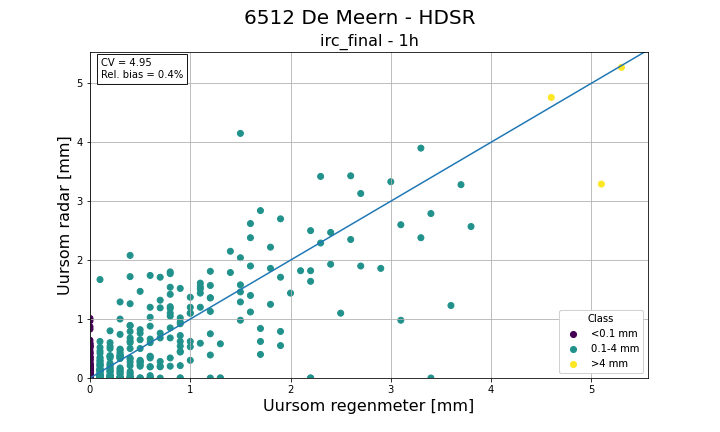 6512 De Meern - HDSR
irc_final - 1h
CV = 4.95
Rel. bias = 0.4%
Uursom radar [mm]
5
4
3
2
1
0
0 1 2 3 4 5
Uursom regenmeter [mm]
Class
<0.1 mm
0.1-4 mm
>4 mm